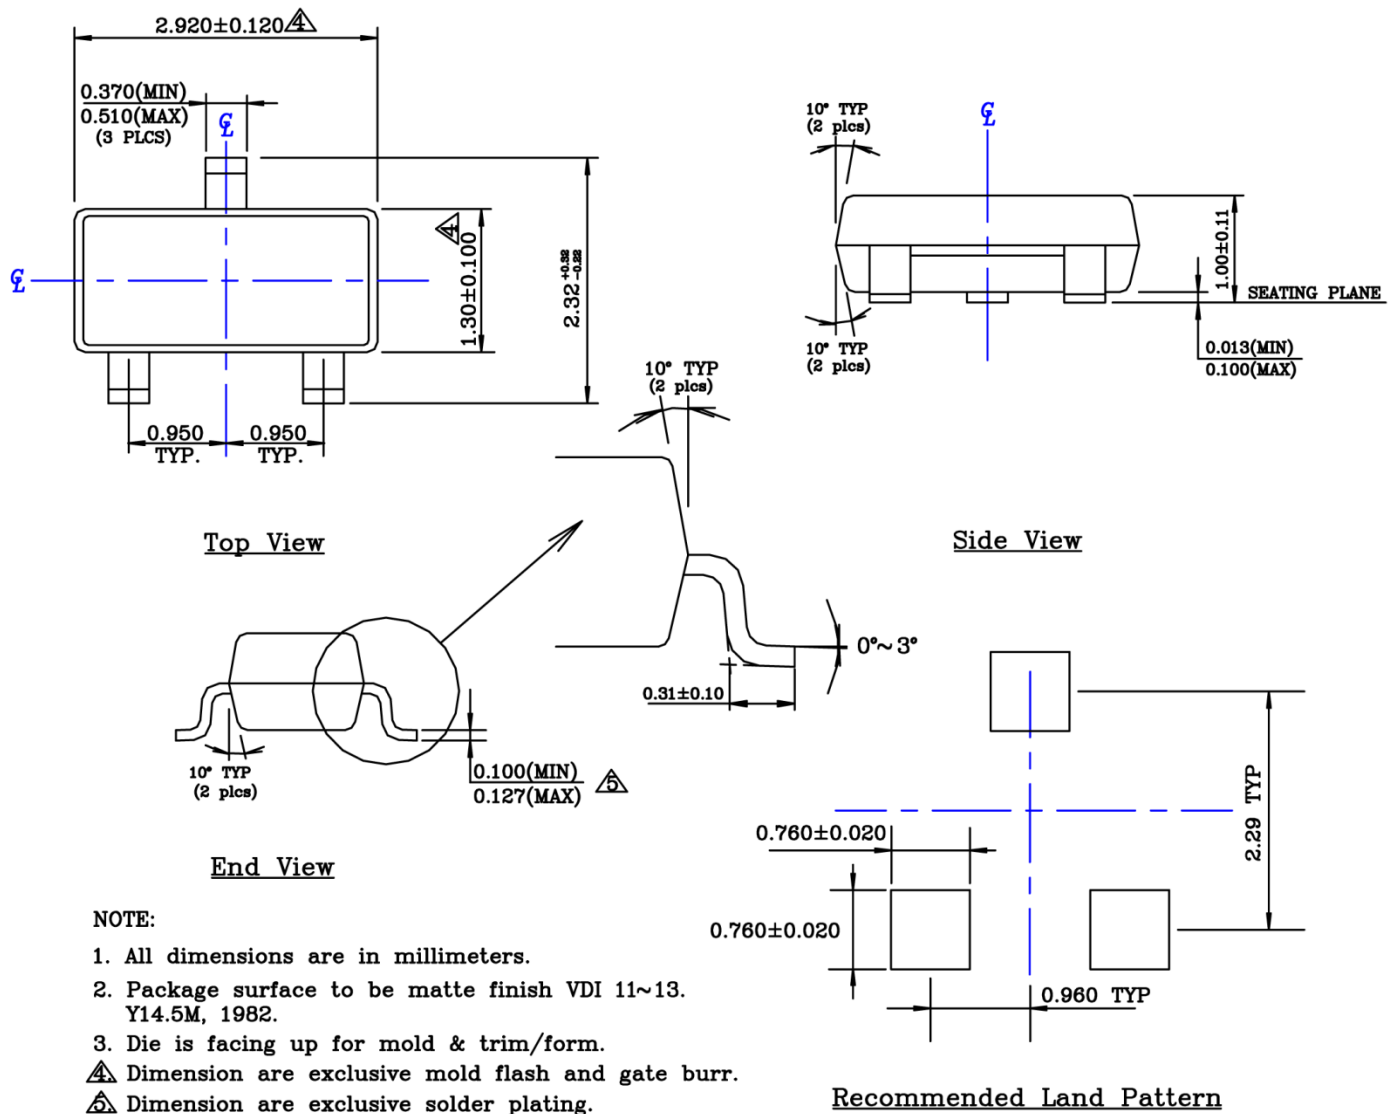 2.920±0.120 4
0.370(MIN)
0.510(MAX)
(3 PLCS)
℄
℄
4
1.30±0.100
2.32 +0.32
-0.22
0.950
TYP.
0.950
TYP.
Top View
10° TYP
(2 plcs)
℄
1.00±0.11
SEATING PLANE
0.013(MIN)
0.100(MAX)
10° TYP
(2 plcs)
Side View
10° TYP
(2 plcs)
0°~3°
0.31±0.10
10° TYP
(2 plcs)
0.100(MIN)
0.127(MAX)
5
End View
0.760±0.020
0.760±0.020
2.29 TYP
0.960 TYP
Recommended Land Pattern
NOTE:
1. All dimensions are in millimeters.
2. Package surface to be matte finish VDI 11~13.
Y14.5M, 1982.
3. Die is facing up for mold & trim/form.
4. Dimension are exclusive mold flash and gate burr.
5. Dimension are exclusive solder plating.